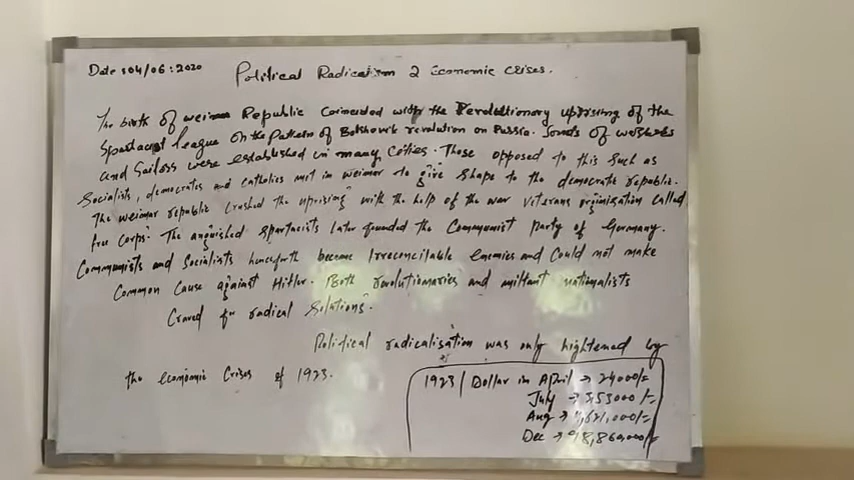 Date : 04/06 : 2020
Political Radicalism & Economic Crises.
The birth of weimar Republic Coincided with the Revolutionary uprising of the
Spartacist League on the Pattern of Bolshevik revolution on Russia. Soviets of workers
and Sailors were established in many Cities. Those opposed to this such as
Socialists, democrates and catholics met in weimar to give shape to the democratic republic.
The weimar republic Crushed the uprising with the help of the war veterans orginization called
free Corps. The anguished spartacists later founded the Communist party of Germany.
Communists and Socialists henceforth became Irreconcilable enemies and Could not make
Common Cause against Hitler. Both revolutionaries and militant nationalists
Craved for radical Solutions.
Political radicalisation was only hightened by
the economic Crises of 1923.
1923 | Dollar in April → 24000/=
July → 353000/=
Aug → 4,621,000/=
Dec → 98,860,000/=